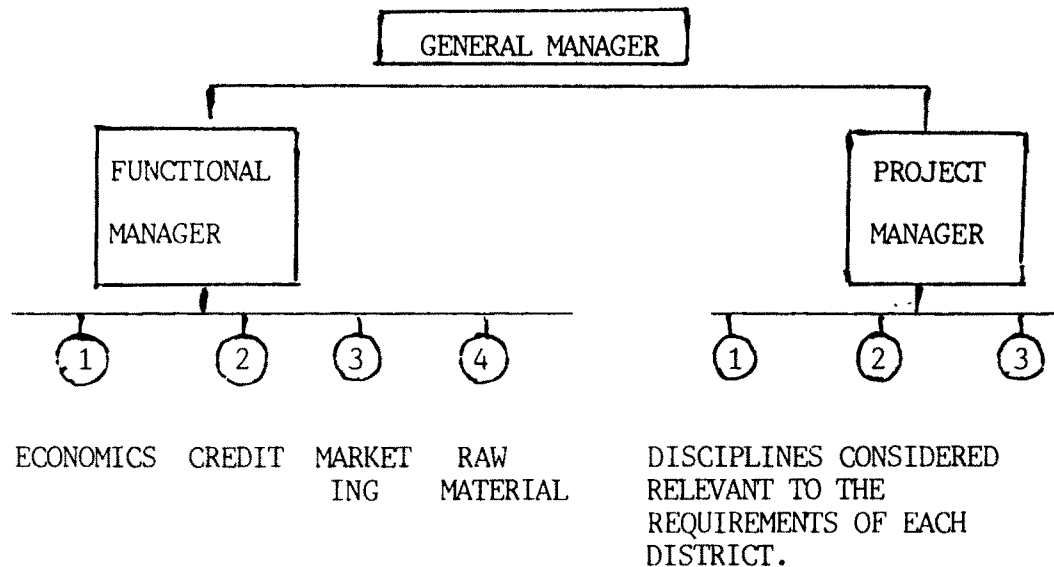 GENERAL MANAGER
FUNCTIONAL
MANAGER
PROJECT
MANAGER
1 2 3 4 1 2 3
ECONOMICS CREDIT MARKET RAW
ING MATERIAL
DISCIPLINES CONSIDERED
RELEVANT TO THE
REQUIREMENTS OF EACH
DISTRICT.